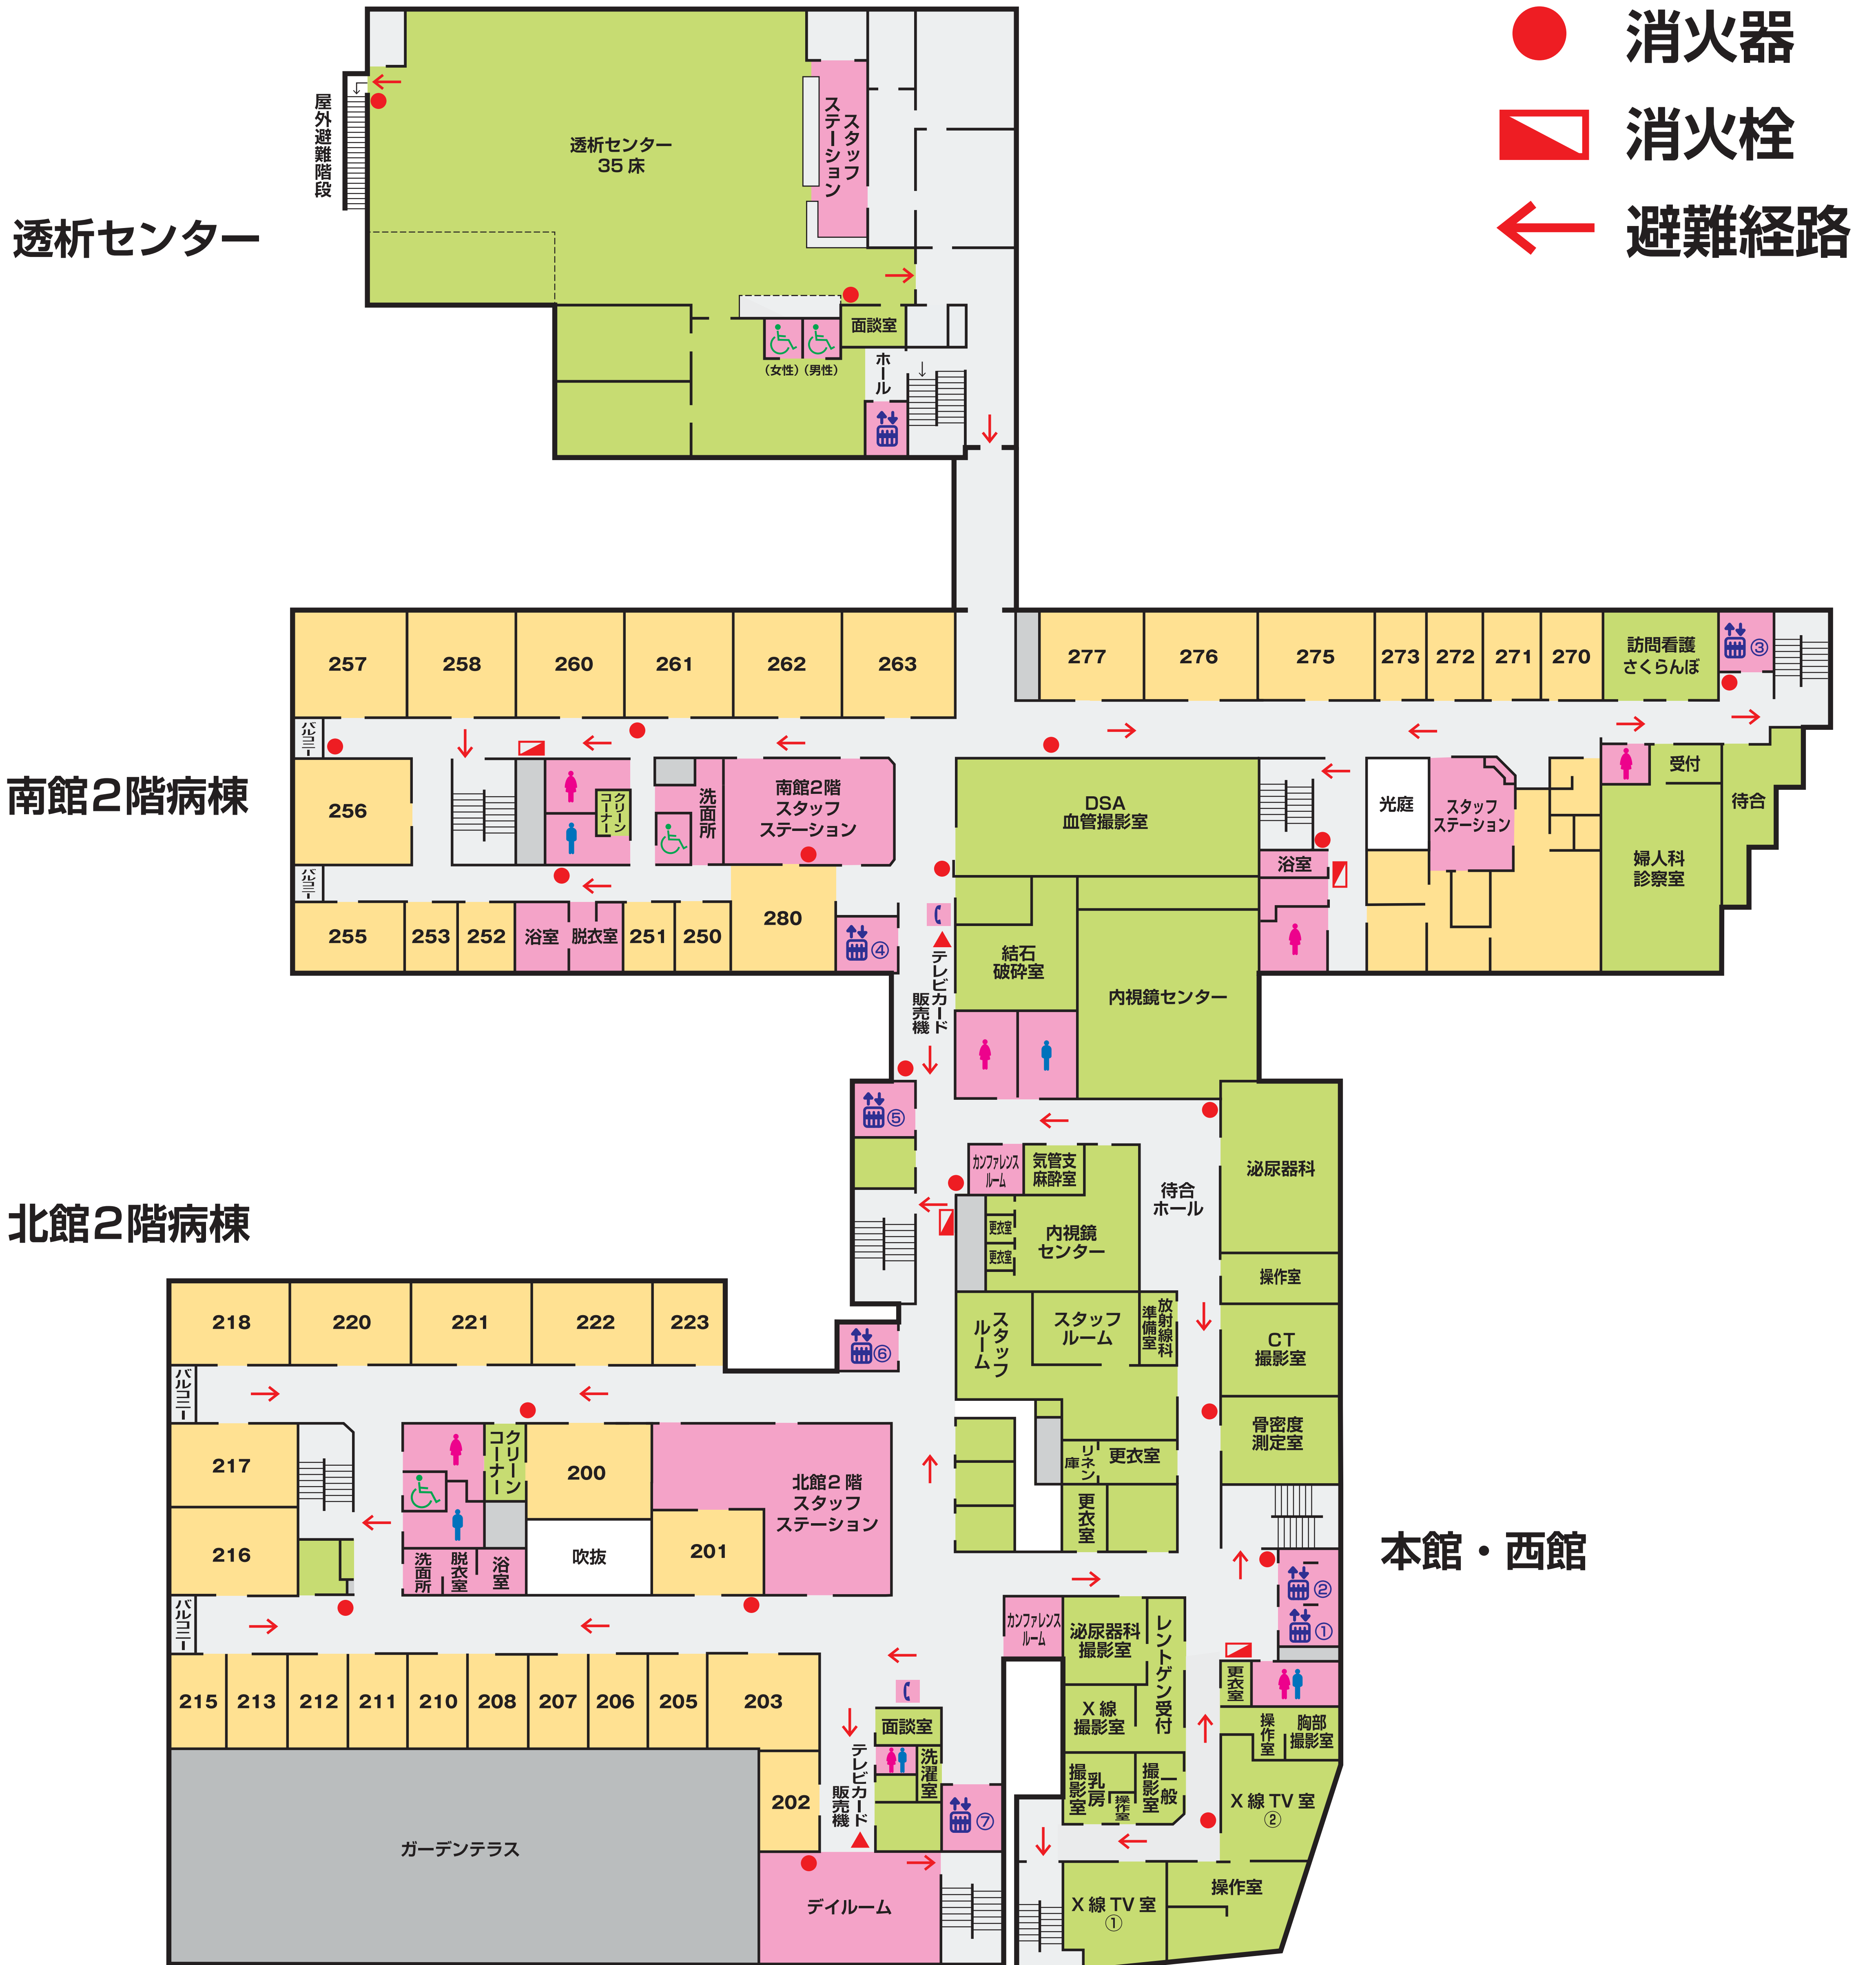 消火器
消火栓
避難経路
屋外避難階段
透析センター
35床
スタッフ
ステーション
透析センター
面談室
(女性)
(男性)
ホール
257
258
260
261
262
263
277
276
275
273
272
271
270
訪問看護
さくらんぼ
③
バルコニー
南館2階病棟
256
クリーン
コーナー
洗面所
南館2階
スタッフ
ステーション
DSA
血管撮影室
光庭
スタッフ
ステーション
受付
待合
浴室
婦人科
診察室
バルコニー
255
253
252
浴室
脱衣室
251
250
280
④
テレビカード
販売機
結石
破砕室
内視鏡センター
⑤
カンファレンス
ルーム
気管支
麻酔室
待合
ホール
泌尿器科
更衣室
更衣室
内視鏡
センター
操作室
北館2階病棟
218
220
221
222
223
⑥
スタッフ
ルーム
スタッフ
ルーム
放射線科
準備室
CT
撮影室
バルコニー
骨密度
測定室
217
クリーン
コーナー
200
北館2階
スタッフ
ステーション
リネン
庫
更衣室
更衣室
216
洗面所
脱衣室
浴室
吹抜
201
本館・西館
②
①
バルコニー
カンファレンス
ルーム
泌尿器科
撮影室
レントゲン受付
更衣室
215
213
212
211
210
208
207
206
205
203
面談室
X線
撮影室
操作室
胸部
撮影室
テレビカード
販売機
洗濯室
202
⑦
乳房
撮影室
操作室
一般
撮影室
X線TV室
②
ガーデンテラス
デイルーム
X線TV室
①
操作室